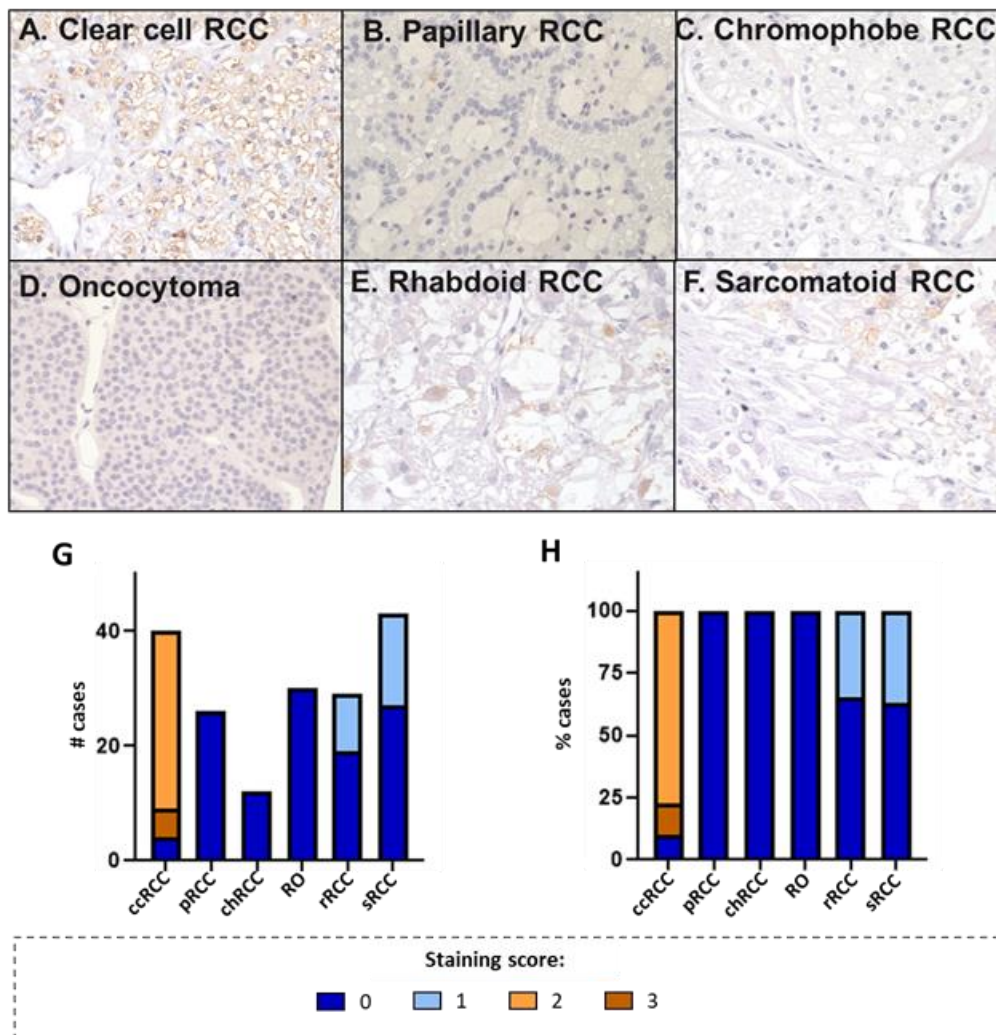 A. Clear cell RCC
B. Papillary RCC
C. Chromophobe RCC
D. Oncocytoma
E. Rhabdoid RCC
F. Sarcomatoid RCC
G
# cases
40
20
0
ccRCC
pRCC
chRCC
RO
rRCC
sRCC
H
% cases
100
75
50
25
0
ccRCC
pRCC
chRCC
RO
rRCC
sRCC
Staining score:
0 1 2 3